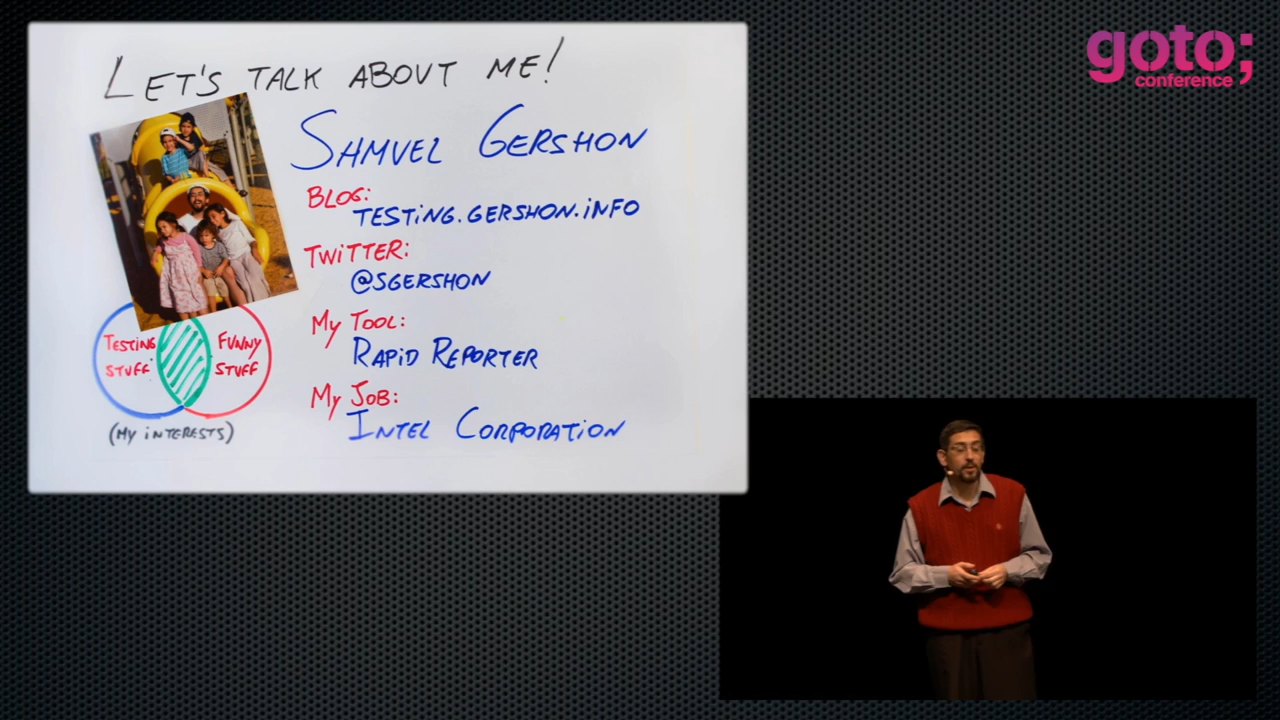 LET'S TALK ABOUT ME!
SHMUEL GERSHON
BLOG:
TESTING.GERSHON.INFO
TWITTER:
@SGERSHON
MY TOOL:
RAPID REPORTER
MY JOB:
INTEL CORPORATION
TESTING STUFF
FUNNY STUFF
(MY INTERESTS)
goto;
conference